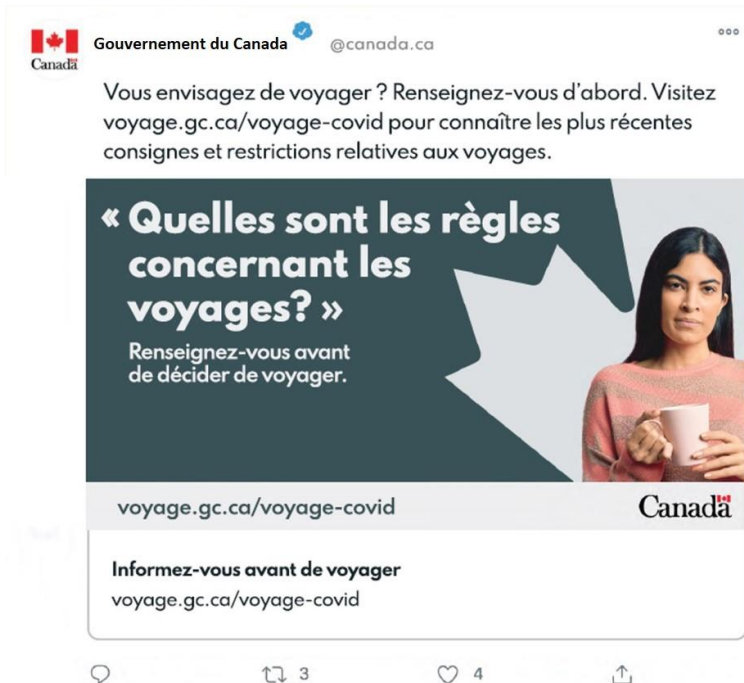 Gouvernement du Canada @canada.ca
Canada
Vous envisagez de voyager ? Renseignez-vous d'abord. Visitez
voyage.gc.ca/voyage-covid pour connaître les plus récentes
consignes et restrictions relatives aux voyages.
« Quelles sont les règles
concernant les
voyages? »
Renseignez-vous avant
de décider de voyager.
voyage.gc.ca/voyage-covid
Canada
Informez-vous avant de voyager
voyage.gc.ca/voyage-covid
3
4